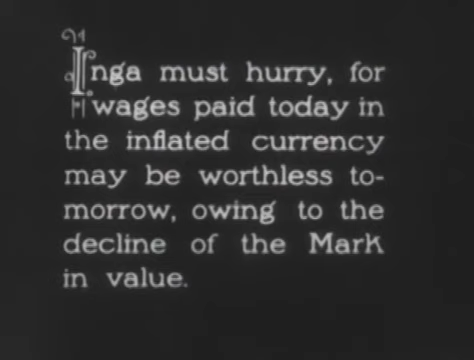 Inga must hurry, for
wages paid today in
the inflated currency
may be worthless to-
morrow, owing to the
decline of the Mark
in value.